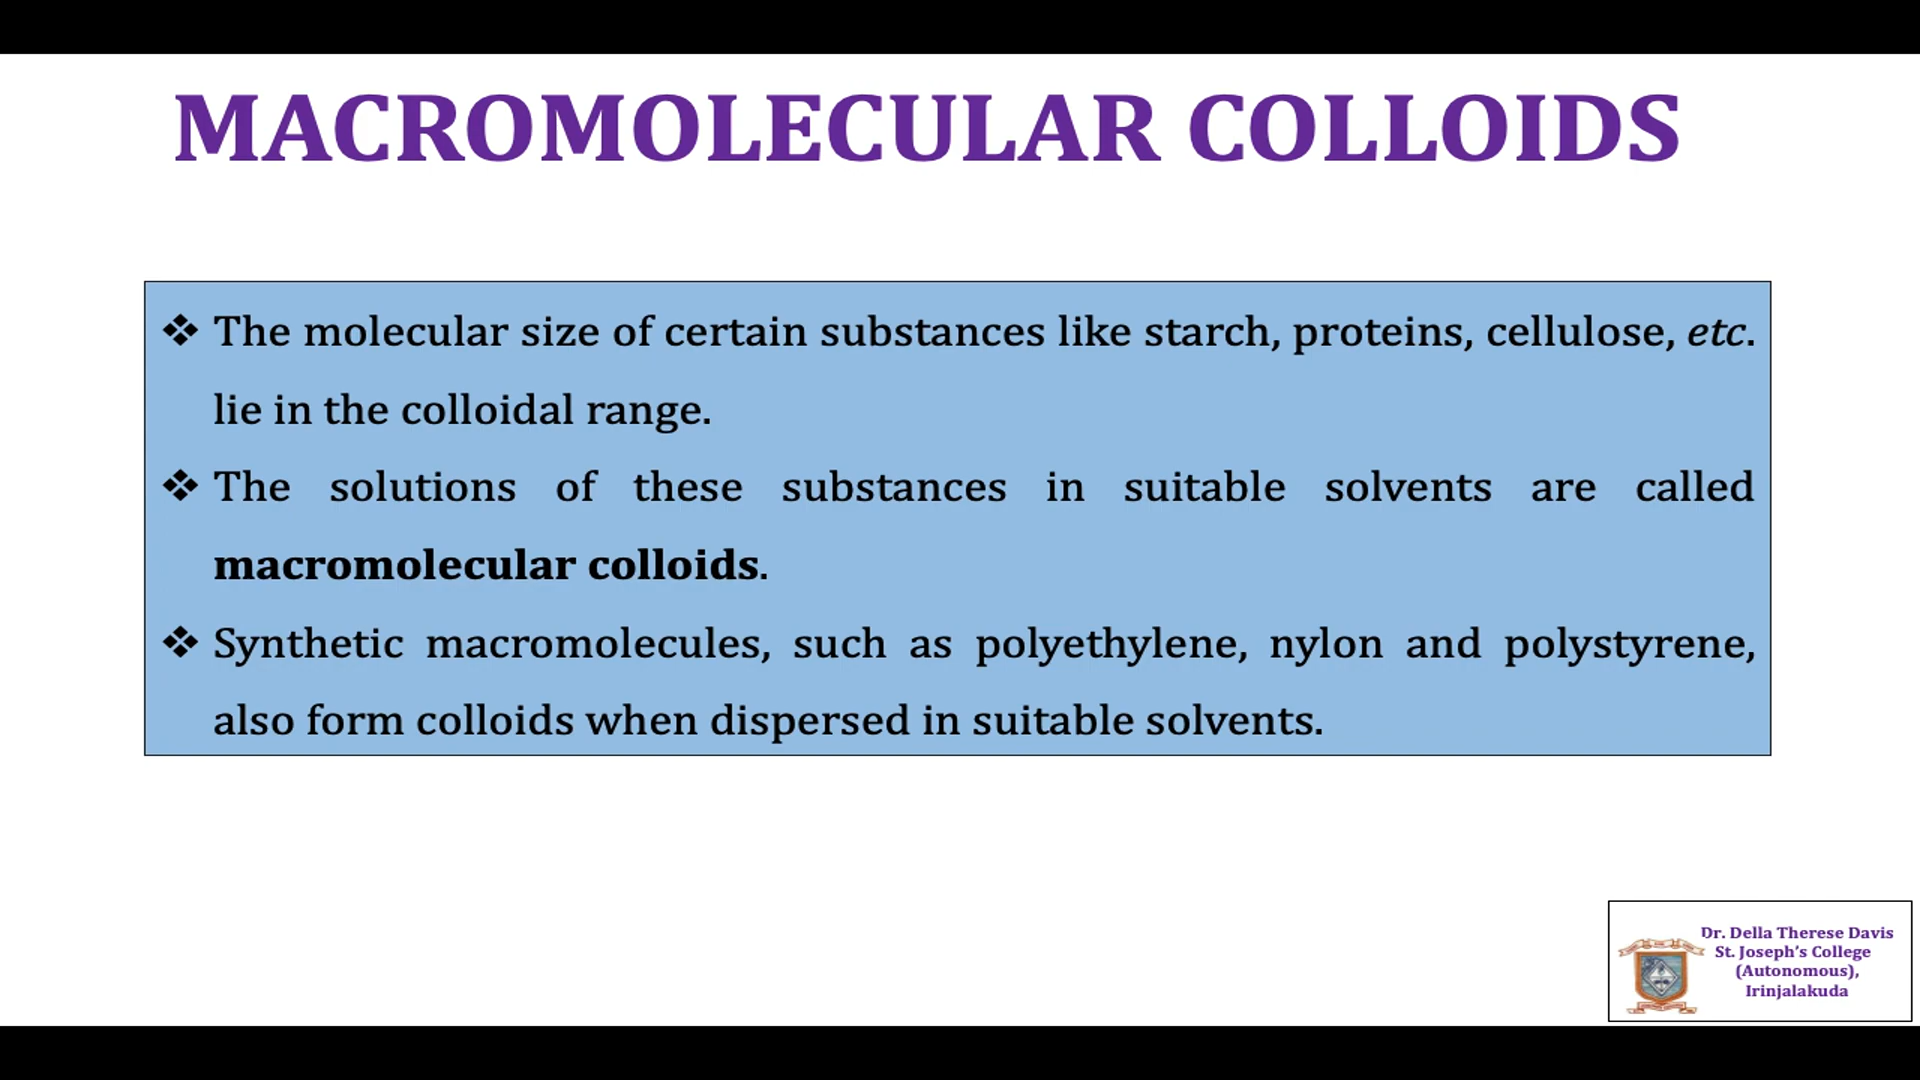 MACROMOLECULAR COLLOIDS
❖ The molecular size of certain substances like starch, proteins, cellulose, etc.
lie in the colloidal range.
❖ The solutions of these substances in suitable solvents are called
macromolecular colloids.
❖ Synthetic macromolecules, such as polyethylene, nylon and polystyrene,
also form colloids when dispersed in suitable solvents.
Dr. Della Therese Davis
St. Joseph's College
(Autonomous),
Irinjalakuda